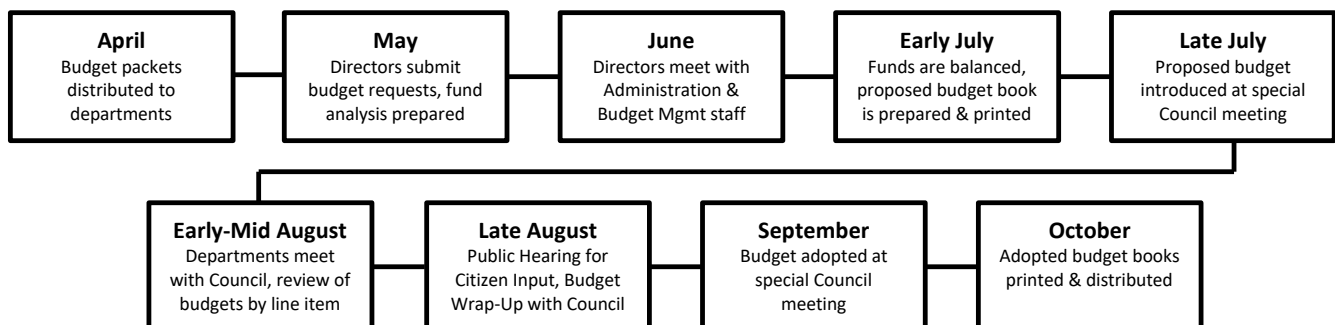 April
Budget packets
distributed to
departments
May
Directors submit
budget requests, fund
analysis prepared
June
Directors meet with
Administration &
Budget Mgmt staff
Early July
Funds are balanced,
proposed budget book
is prepared & printed
Late July
Proposed budget
introduced at special
Council meeting
Early-Mid August
Departments meet
with Council, review of
budgets by line item
Late August
Public Hearing for
Citizen Input, Budget
Wrap-Up with Council
September
Budget adopted at
special Council
meeting
October
Adopted budget books
printed & distributed